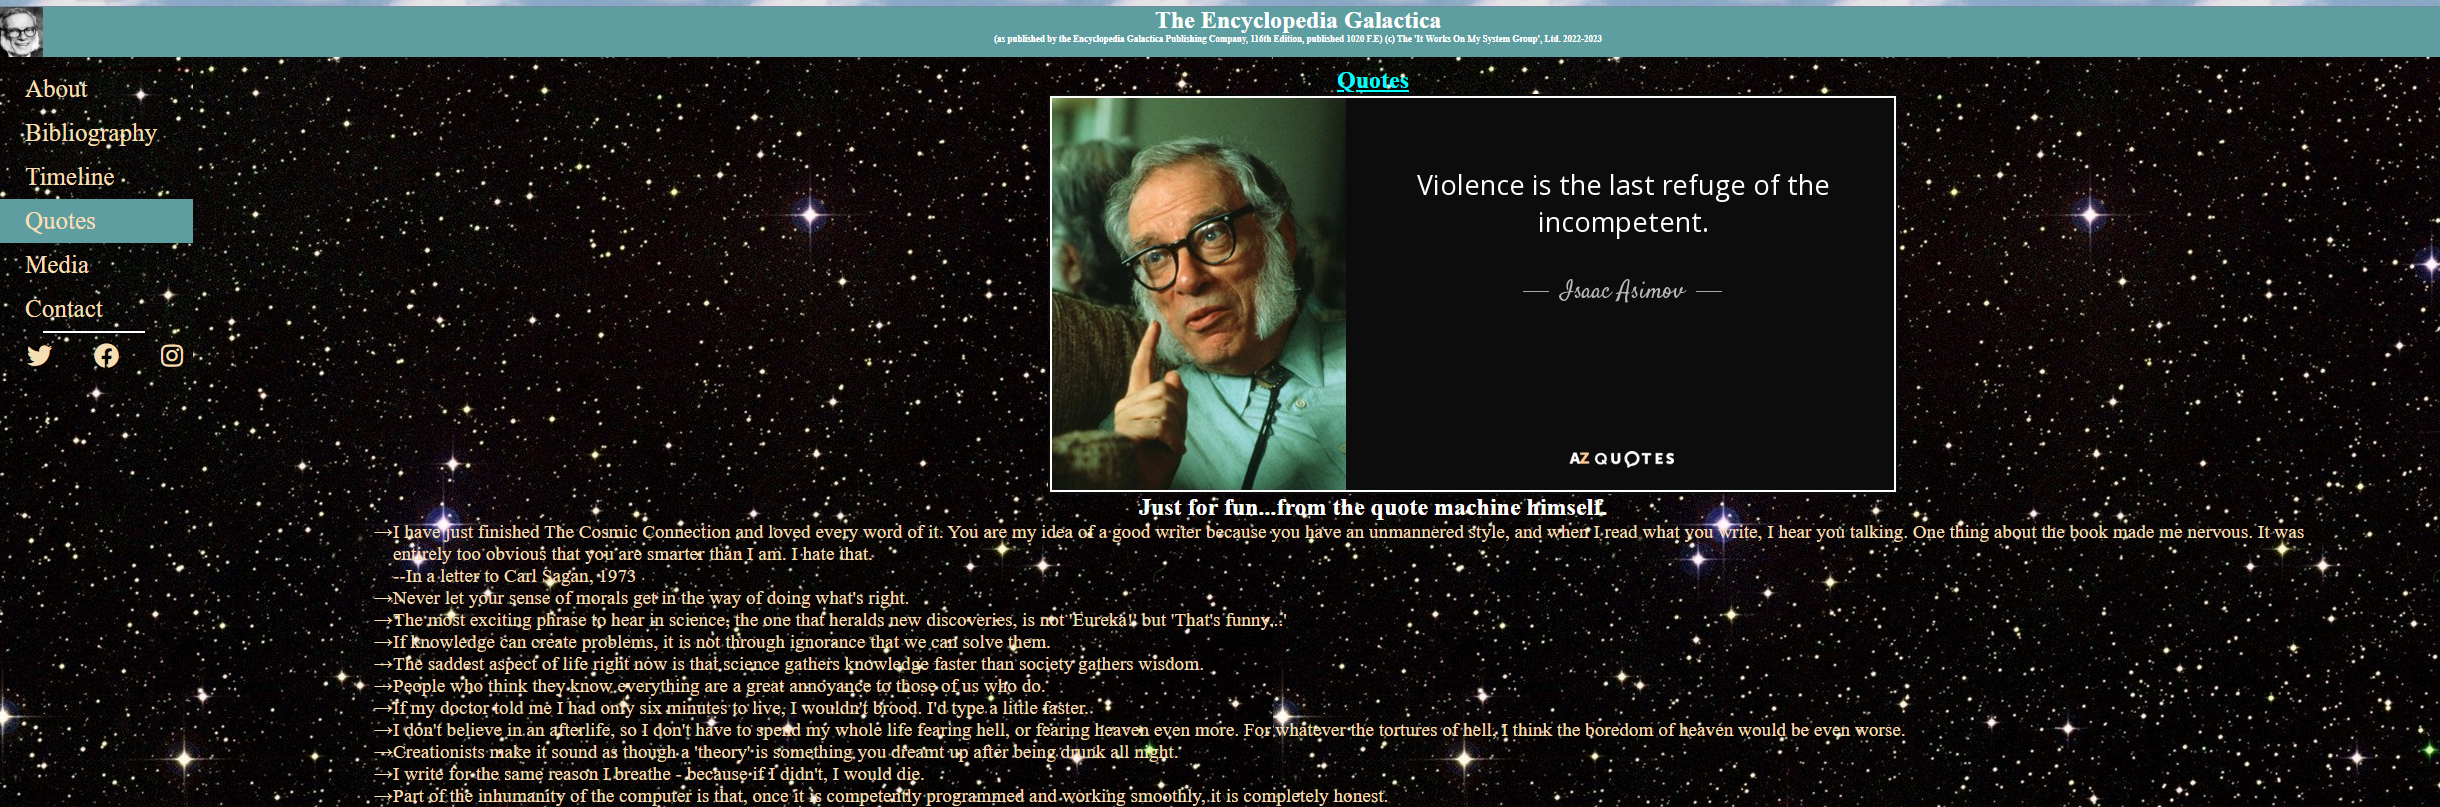 The Encyclopedia Galactica
(as published by the Encyclopedia Galactica Publishing Company, 116th Edition, published 1020 F.E) (c) The 'It Works On My System Group', Ltd. 2022-2023
About
Bibliography
Timeline
Quotes
Media
Contact
Quotes
Violence is the last refuge of the
incompetent.
Isaac Asimov
AZ QUOTES
Just for fun...from the quote machine himself.
→I have just finished The Cosmic Connection and loved every word of it. You are my idea of a good writer because you have an unmannered style, and when I read what you write, I hear you talking. One thing about the book made me nervous. It was
entirely too obvious that you are smarter than I am. I hate that.
--In a letter to Carl Sagan, 1973
→Never let your sense of morals get in the way of doing what's right.
→The most exciting phrase to hear in science, the one that heralds new discoveries, is not 'Eureka!' but 'That's funny...'
→If knowledge can create problems, it is not through ignorance that we can solve them.
→The saddest aspect of life right now is that science gathers knowledge faster than society gathers wisdom.
→People who think they know everything are a great annoyance to those of us who do.
→If my doctor told me I had only six minutes to live, I wouldn't brood. I'd type a little faster.
→I don't believe in an afterlife, so I don't have to spend my whole life fearing hell, or fearing heaven even more. For whatever the tortures of hell, I think the boredom of heaven would be even worse.
→Creationists make it sound as though a 'theory' is something you dreamt up after being drunk all night.
→I write for the same reason I breathe - because if I didn't, I would die.
→Part of the inhumanity of the computer is that, once it is competently programmed and working smoothly, it is completely honest.